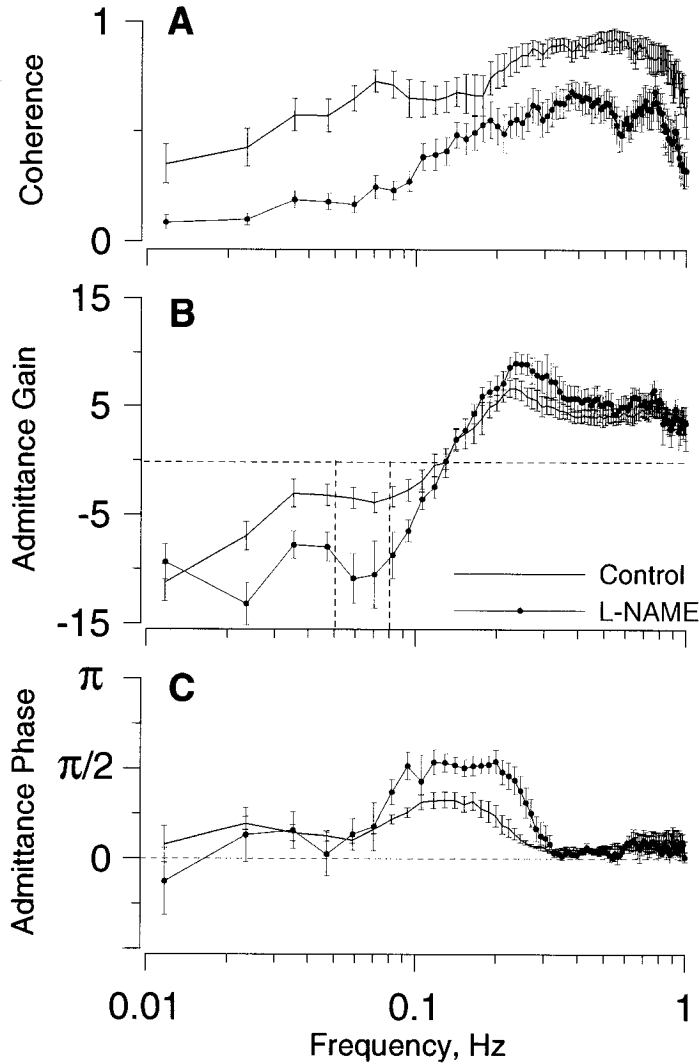 A
1
Coherence
0
B
15
5
Admittance Gain
-5
Control
L-NAME
-15
C
π
π/2
Admittance Phase
0
0.01 0.1 1
Frequency, Hz